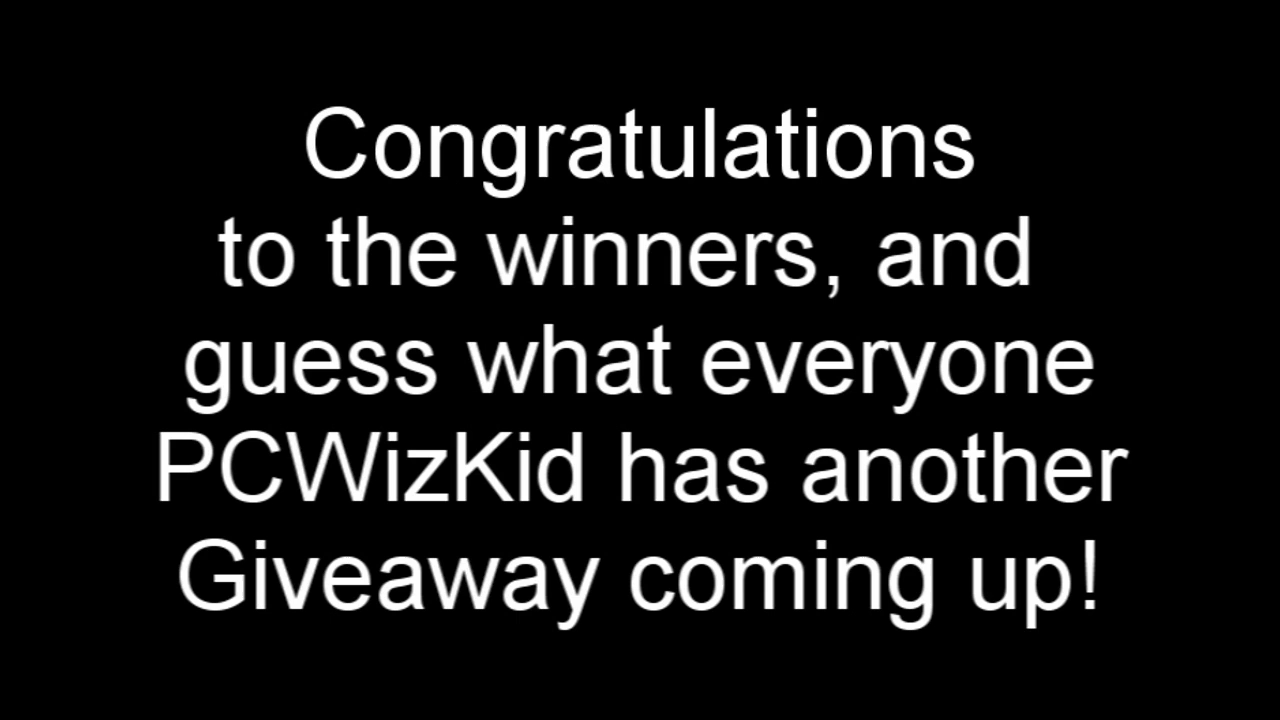 Congratulations
to the winners, and
guess what everyone
PCWizKid has another
Giveaway coming up!